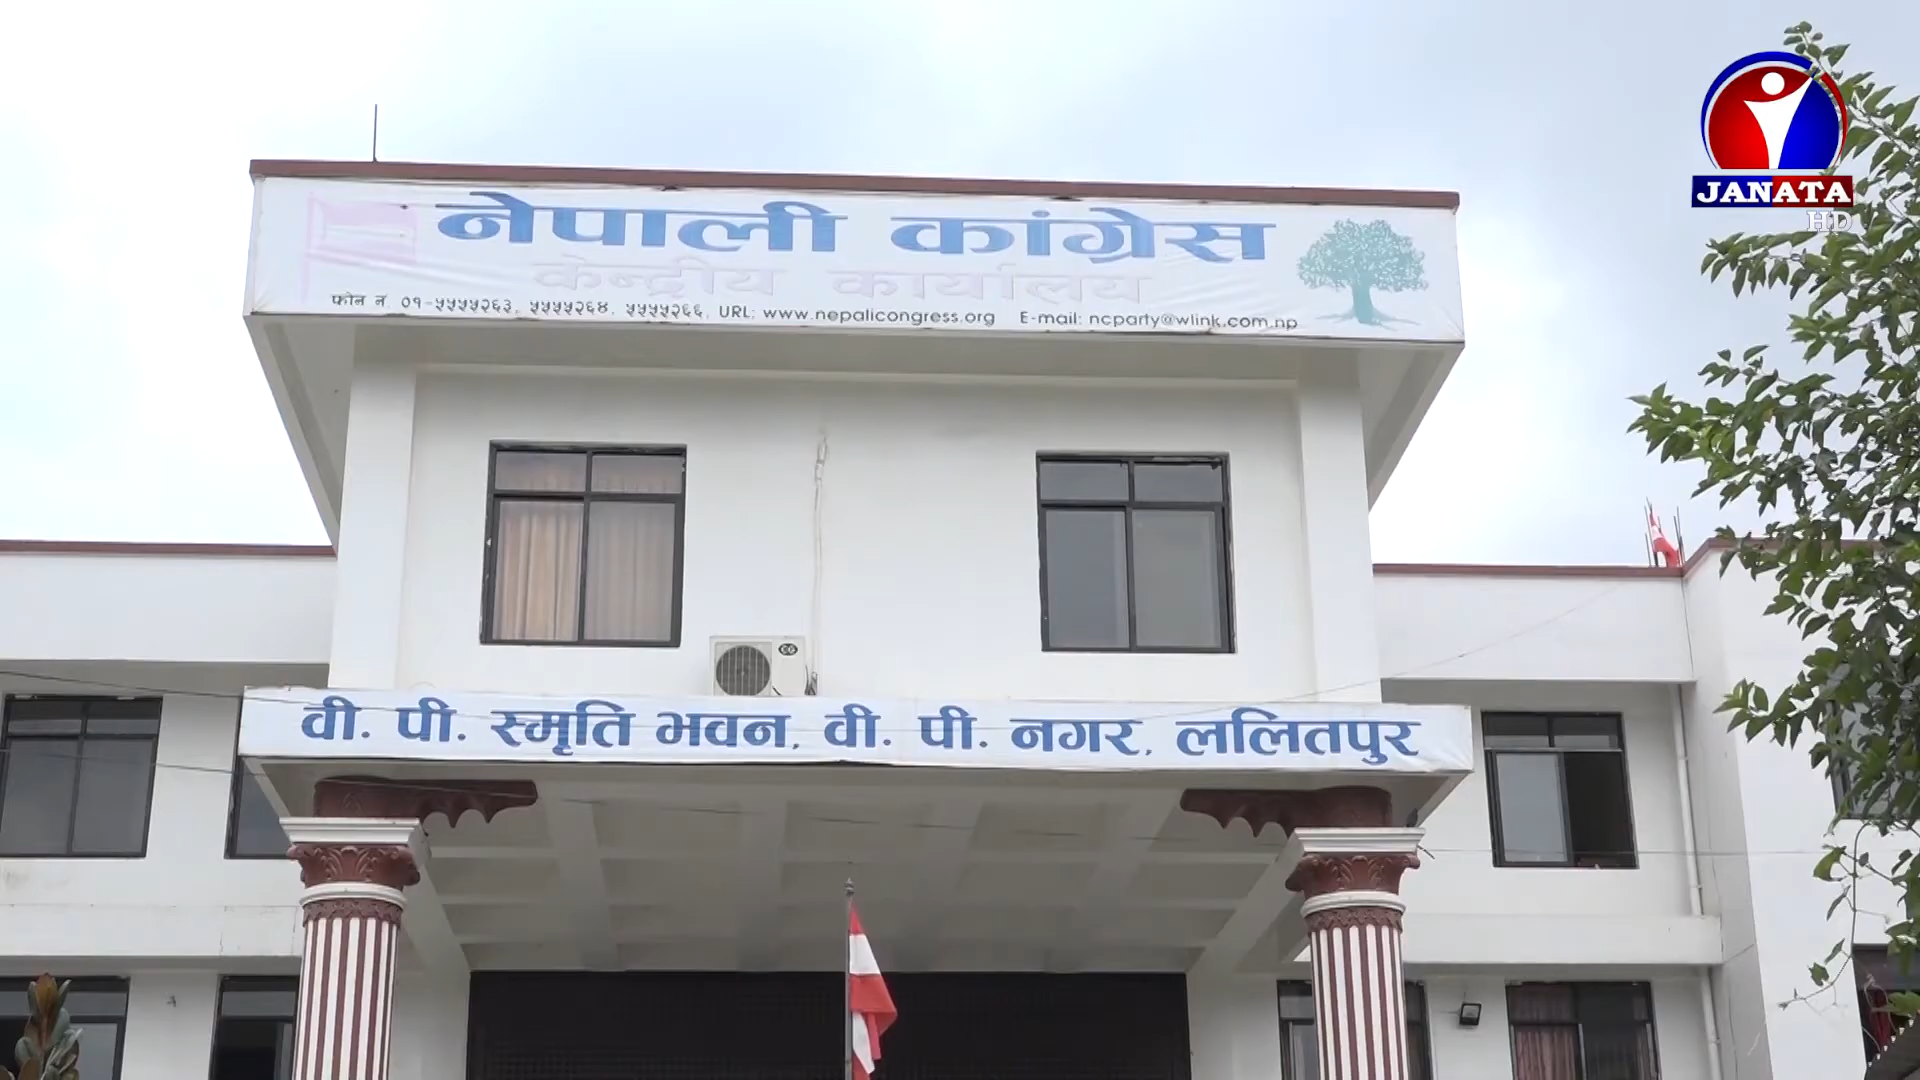 JANATA
HD
नेपाली कांग्रेस
केन्द्रीय कार्यालय
फोन न. ०१-५५५५२६३, ५५५५२६४, ५५५५२६६, URL: www.nepalicongress.org E-mail: ncparty@wlink.com.np
वी. पी. स्मृति भवन, वी. पी. नगर, ललितपुर